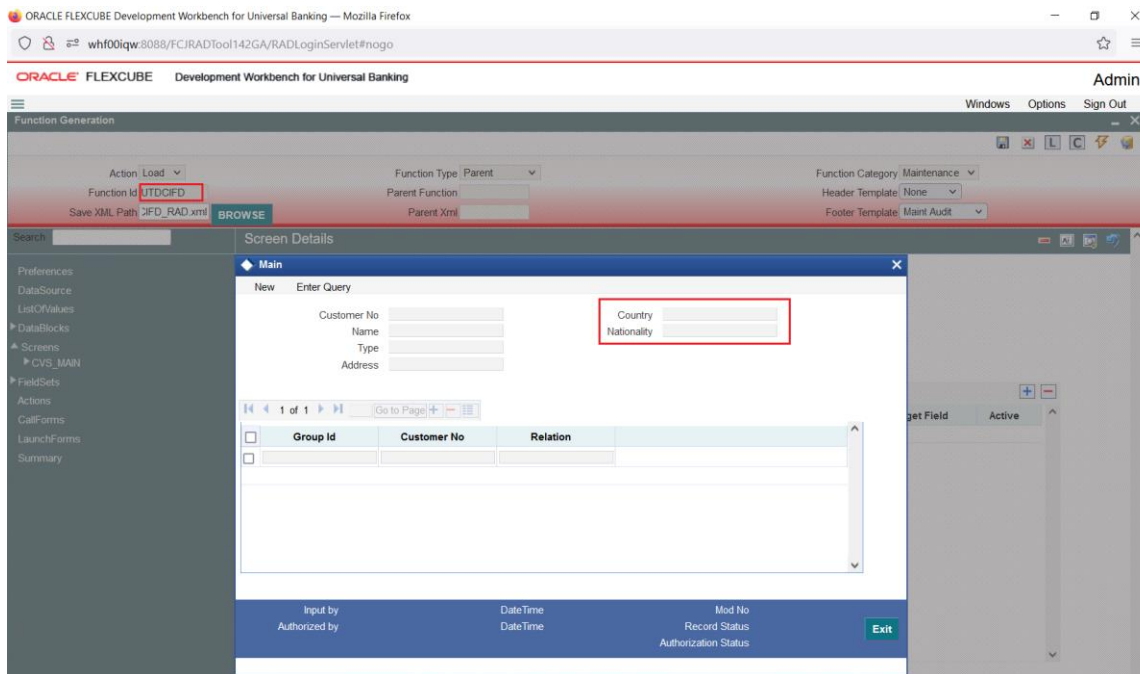 ORACLE FLEXCUBE Development Workbench for Universal Banking — Mozilla Firefox
whf00iqw:8088/FCJRADTool142GA/RADLoginServlet#nogo
ORACLE FLEXCUBE Development Workbench for Universal Banking Admin
Windows Options Sign Out
Function Generation
L C
Action Load Function Type Parent Function Category Maintenance
Function Id UTDCIFD Parent Function Header Template None
Save XML Path CIFD_RAD.xml BROWSE Parent Xml Footer Template Maint Audit
Search Screen Details
Preferences
DataSource
ListOfValues
DataBlocks
Screens
CVS_MAIN
FieldSets
Actions
CallForms
LaunchForms
Summary
Main
New Enter Query
Customer No Country
Name Nationality
Type
Address
1 of 1 Go to Page
get Field Active
Group Id Customer No Relation
Input by DateTime Mod No
Authorized by DateTime Record Status
Authorization Status
Exit